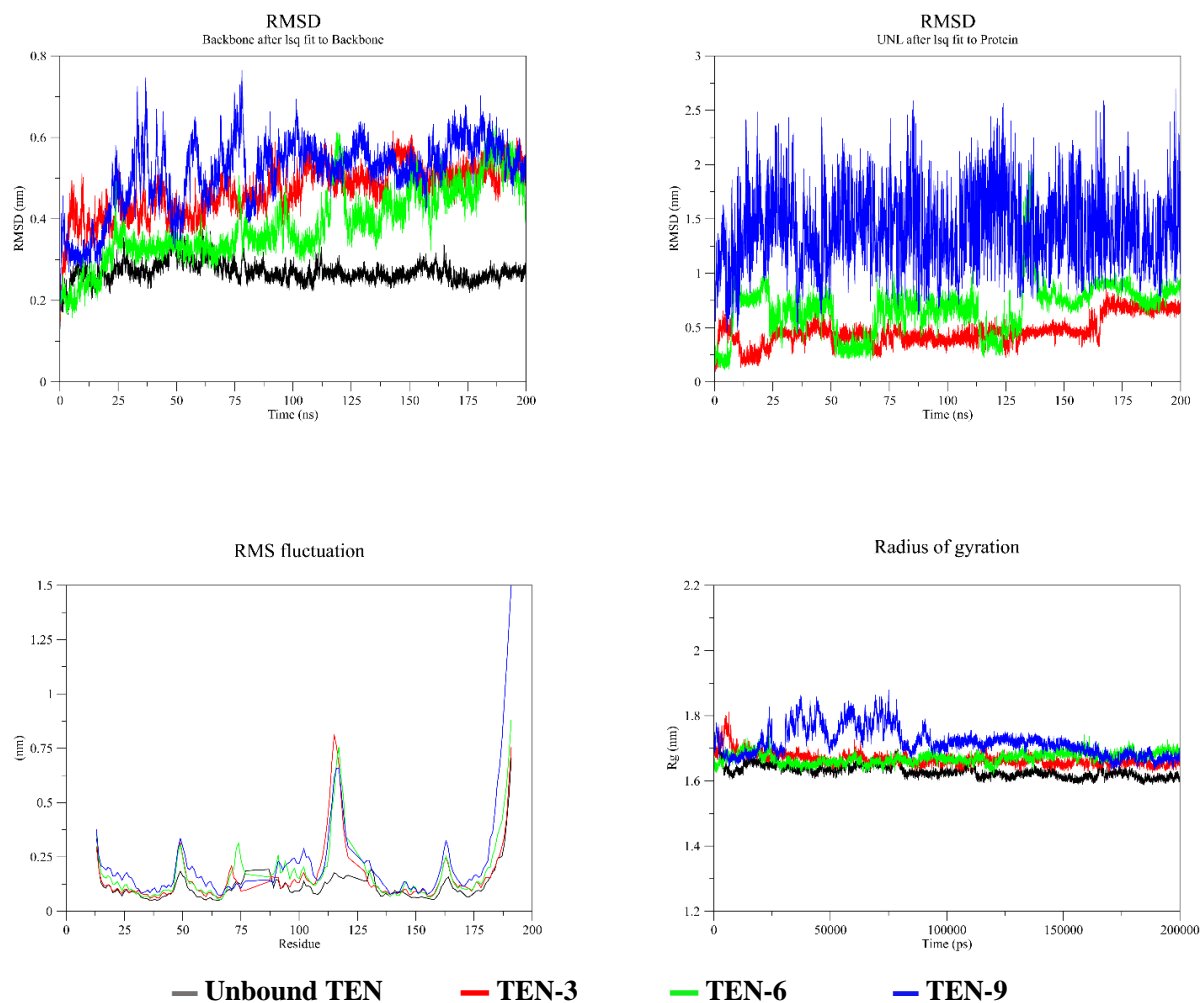 RMSD
Backbone after lsq fit to Backbone
0.8
0.6
0.4
0.2
0
RMSD (nm)
0 25 50 75 100 125 150 175 200
Time (ns)
RMSD
UNL after lsq fit to Protein
3
2.5
2
1.5
1
0.5
0
RMSD (nm)
0 25 50 75 100 125 150 175 200
Time (ns)
RMS fluctuation
1.5
1.25
1
0.75
0.5
0.25
0
(nm)
0 25 50 75 100 125 150 175 200
Residue
Radius of gyration
2.2
2
1.8
1.6
1.4
1.2
Rg (nm)
0 50000 100000 150000 200000
Time (ps)
Unbound TEN TEN-3 TEN-6 TEN-9